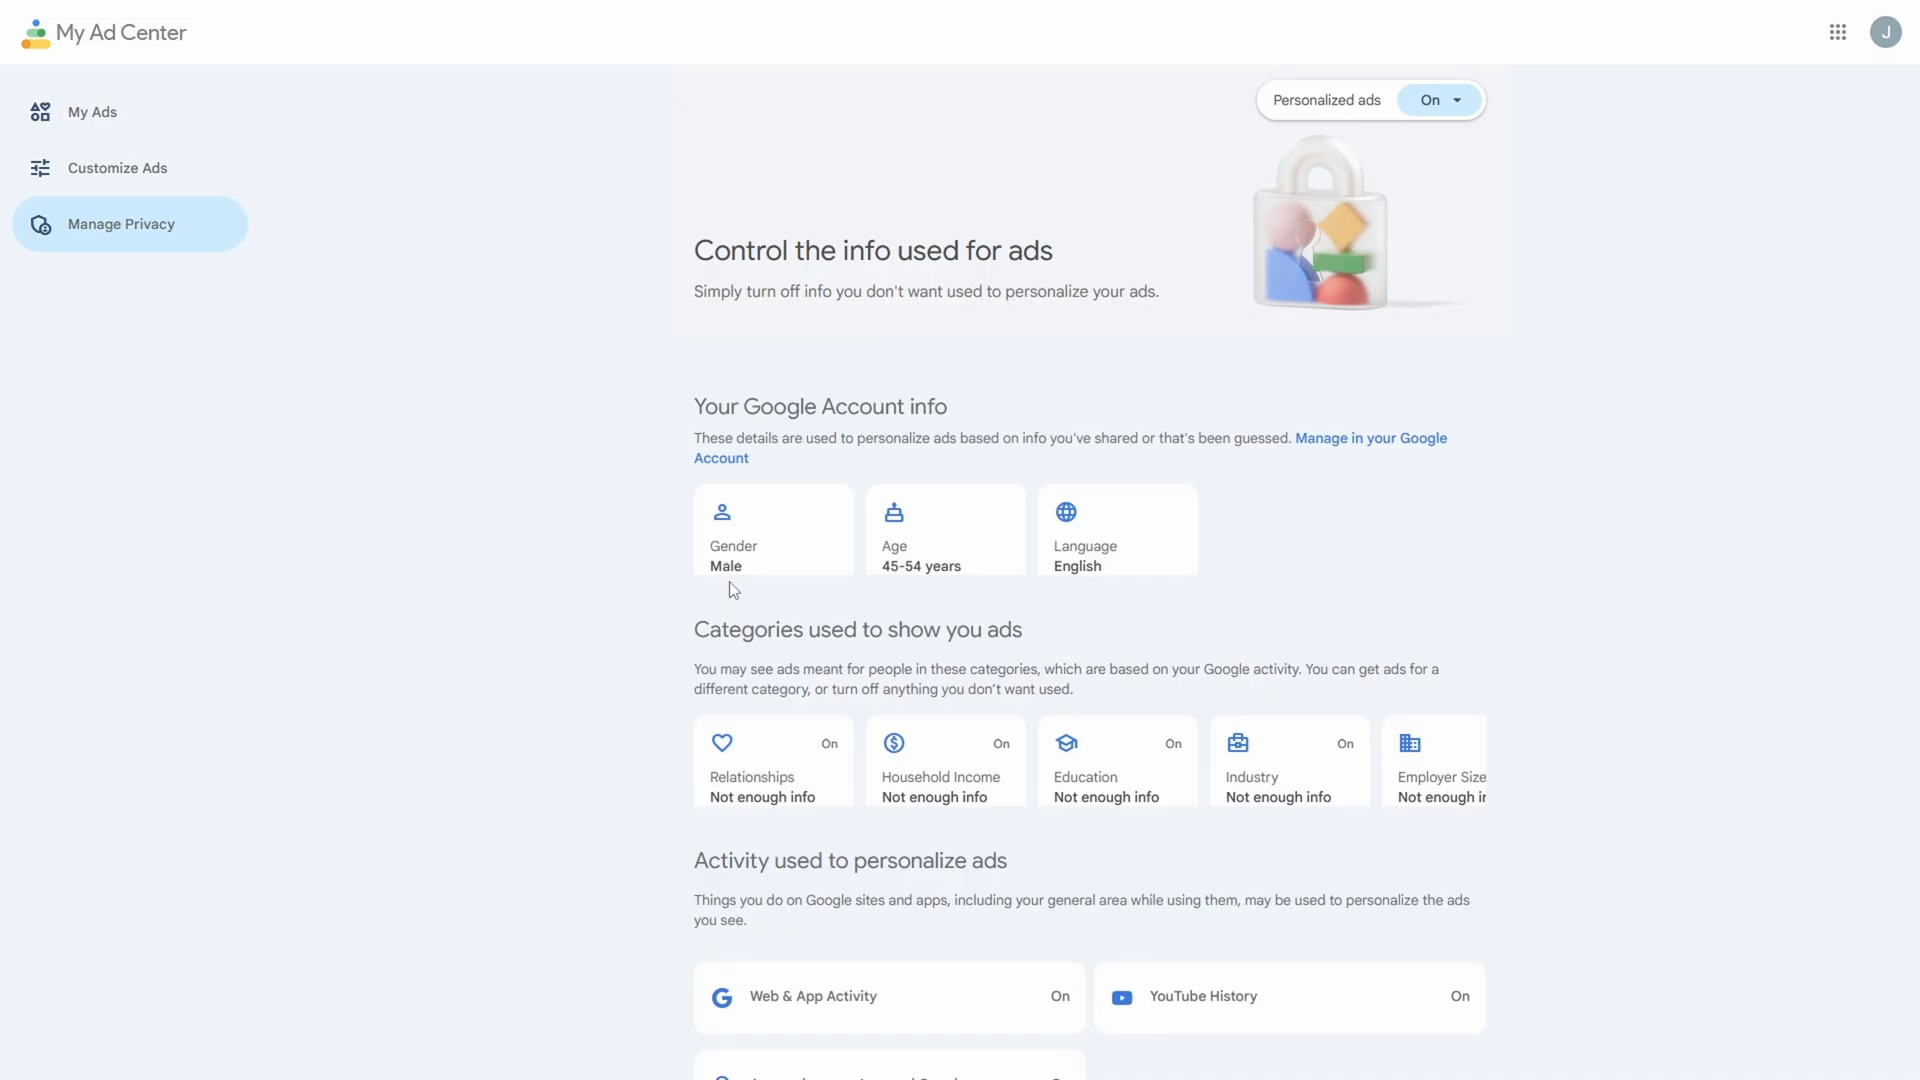 My Ad Center
J
My Ads
Customize Ads
Manage Privacy
Personalized ads
On
Control the info used for ads
Simply turn off info you don't want used to personalize your ads.
Your Google Account info
These details are used to personalize ads based on info you've shared or that's been guessed. Manage in your Google
Account
Gender
Male
Age
45-54 years
Language
English
Categories used to show you ads
You may see ads meant for people in these categories, which are based on your Google activity. You can get ads for a
different category, or turn off anything you don’t want used.
On
Relationships
Not enough info
On
Household Income
Not enough info
On
Education
Not enough info
On
Industry
Not enough info
Employer Size
Not enough
Activity used to personalize ads
Things you do on Google sites and apps, including your general area while using them, may be used to personalize the ads
you see.
Web & App Activity
On
YouTube History
On